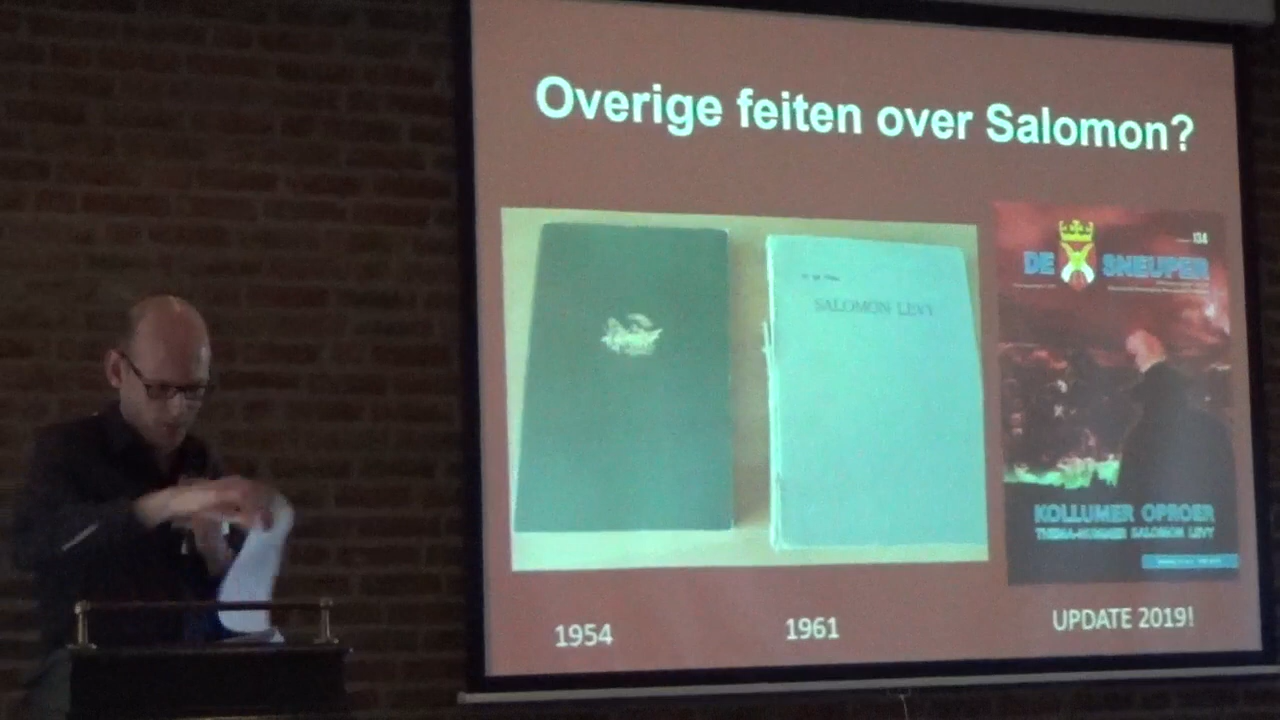 Overige feiten over Salomon?
SALOMON LEVY
134
DE SNEUPER
KOLLUMER OPROER
THEMA-NUMMER SALOMON LEVY
1954
1961
UPDATE 2019!